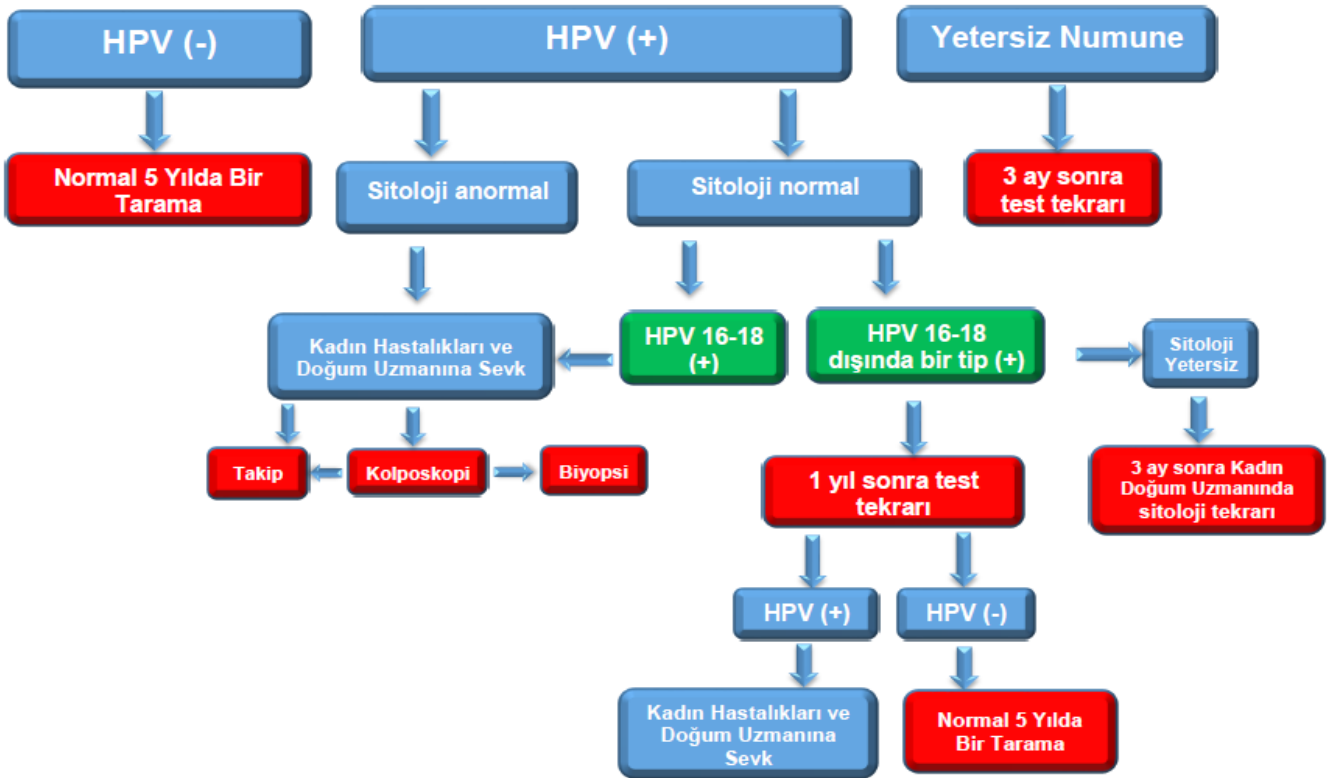 HPV (-)
HPV (+)
Yetersiz Numune
Normal 5 Yılda Bir
Tarama
Sitoloji anormal
Sitoloji normal
3 ay sonra
test tekrarı
Kadın Hastalıkları ve
Doğum Uzmanına Sevk
HPV 16-18
(+)
HPV 16-18
dışında bir tip (+)
Sitoloji
Yetersiz
Takip
Kolposkopi
Biyopsi
1 yıl sonra test
tekrarı
3 ay sonra Kadın
Doğum Uzmanında
sitoloji tekrarı
HPV (+)
HPV (-)
Kadın Hastalıkları ve
Doğum Uzmanına
Sevk
Normal 5 Yılda
Bir Tarama